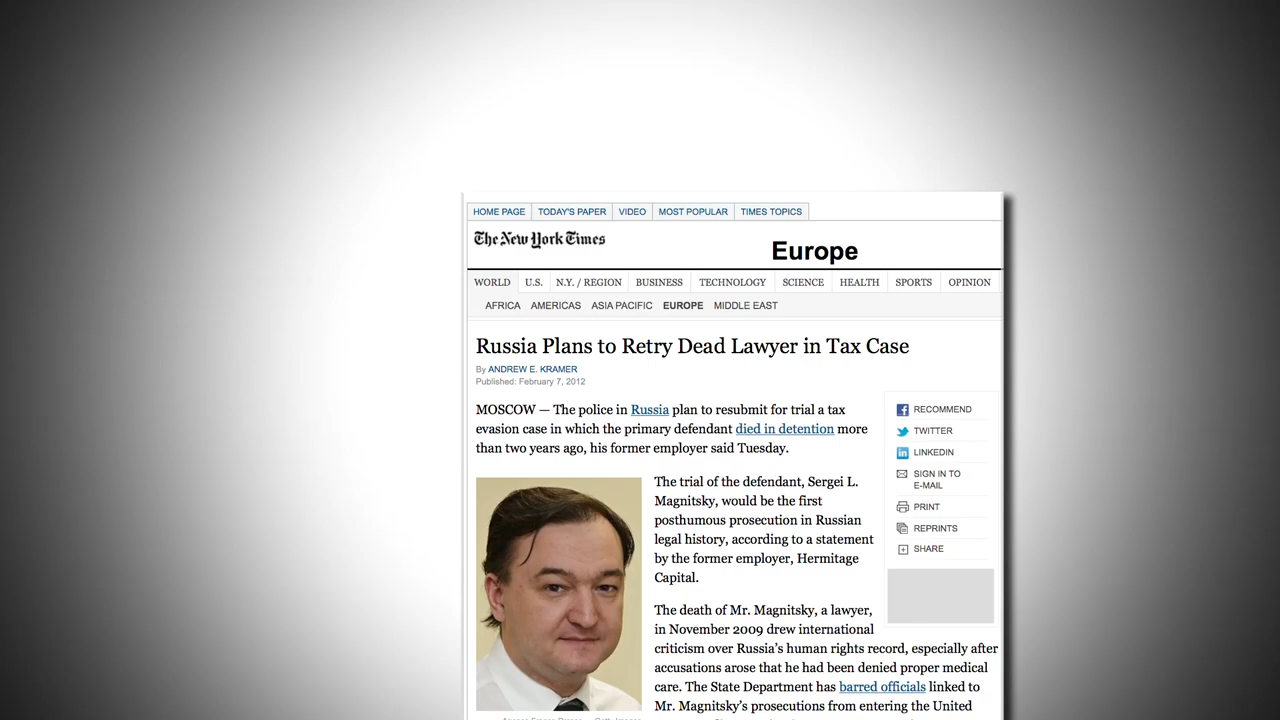 HOME PAGE TODAY'S PAPER VIDEO MOST POPULAR TIMES TOPICS
The New York Times
Europe
WORLD U.S. N.Y. / REGION BUSINESS TECHNOLOGY SCIENCE HEALTH SPORTS OPINION
AFRICA AMERICAS ASIA PACIFIC EUROPE MIDDLE EAST
Russia Plans to Retry Dead Lawyer in Tax Case
By ANDREW E. KRAMER
Published: February 7, 2012
MOSCOW — The police in Russia plan to resubmit for trial a tax
evasion case in which the primary defendant died in detention more
than two years ago, his former employer said Tuesday.
RECOMMEND
TWITTER
LINKEDIN
SIGN IN TO
E-MAIL
PRINT
REPRINTS
SHARE
The trial of the defendant, Sergei L.
Magnitsky, would be the first
posthumous prosecution in Russian
legal history, according to a statement
by the former employer, Hermitage
Capital.
The death of Mr. Magnitsky, a lawyer,
in November 2009 drew international
criticism over Russia's human rights record, especially after
accusations arose that he had been denied proper medical
care. The State Department has barred officials linked to
Mr. Magnitsky's prosecutions from entering the United